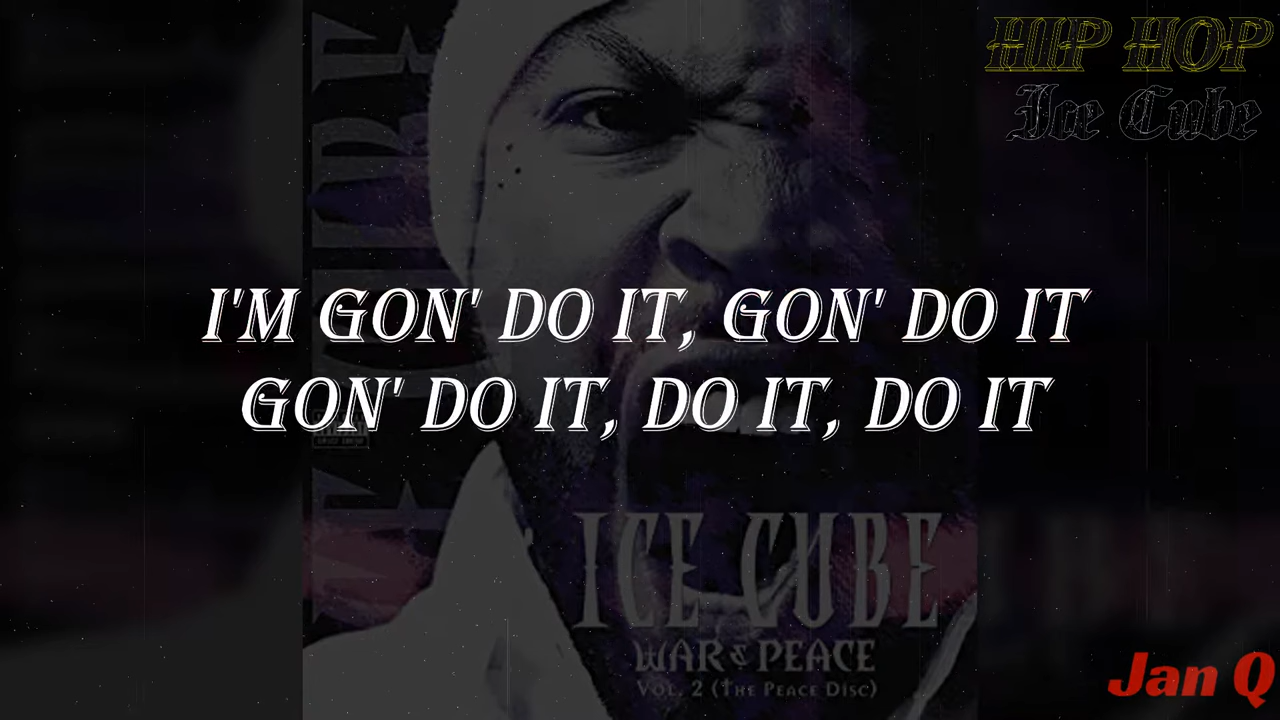 HIP HOP
Ice Cube
I'M GON' DO IT, GON' DO IT
GON' DO IT, DO IT, DO IT
ICE CUBE
WAR & PEACE
VOL. 2 (THE PEACE DISC)
Jan Q